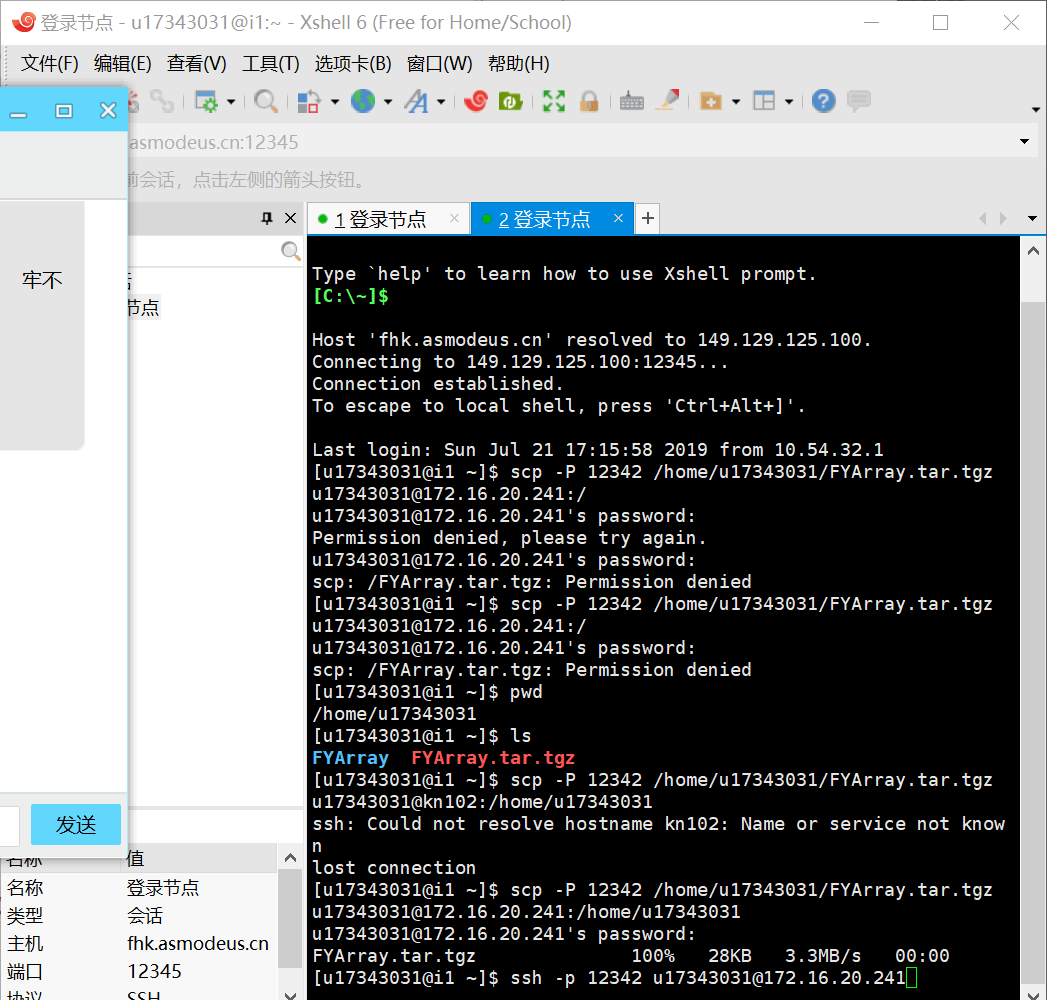 登录节点 - u17343031@i1:~ - Xshell 6 (Free for Home/School)
文件(F) 编辑(E) 查看(V) 工具(T) 选项卡(B) 窗口(W) 帮助(H)
asmodeus.cn:12345
前会话，点击左侧的箭头按钮。
1 登录节点
2 登录节点
牢不
节点
Type `help' to learn how to use Xshell prompt.
[C:\~]$
Host 'fhk.asmodeus.cn' resolved to 149.129.125.100.
Connecting to 149.129.125.100:12345...
Connection established.
To escape to local shell, press 'Ctrl+Alt+]'.
Last login: Sun Jul 21 17:15:58 2019 from 10.54.32.1
[u17343031@i1 ~]$ scp -P 12342 /home/u17343031/FYArray.tar.tgz
u17343031@172.16.20.241:/
u17343031@172.16.20.241's password:
Permission denied, please try again.
u17343031@172.16.20.241's password:
scp: /FYArray.tar.tgz: Permission denied
[u17343031@i1 ~]$ scp -P 12342 /home/u17343031/FYArray.tar.tgz
u17343031@172.16.20.241:/
u17343031@172.16.20.241's password:
scp: /FYArray.tar.tgz: Permission denied
[u17343031@i1 ~]$ pwd
/home/u17343031
[u17343031@i1 ~]$ ls
FYArray  FYArray.tar.tgz
[u17343031@i1 ~]$ scp -P 12342 /home/u17343031/FYArray.tar.tgz
u17343031@kn102:/home/u17343031
ssh: Could not resolve hostname kn102: Name or service not know
n
lost connection
[u17343031@i1 ~]$ scp -P 12342 /home/u17343031/FYArray.tar.tgz
u17343031@172.16.20.241:/home/u17343031
u17343031@172.16.20.241's password:
FYArray.tar.tgz 100% 28KB 3.3MB/s 00:00
[u17343031@i1 ~]$ ssh -p 12342 u17343031@172.16.20.241
发送
名称 值
名称 登录节点
类型 会话
主机 fhk.asmodeus.cn
端口 12345
协议 SSH